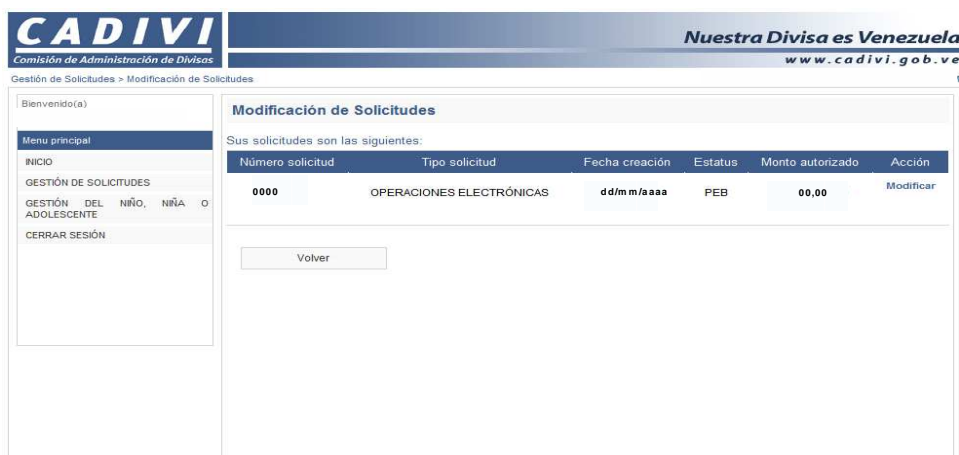 CADIVI
Comisión de Administración de Divisas
Nuestra Divisa es Venezuela
www.cadivi.gob.ve
Gestión de Solicitudes > Modificación de Solicitudes
Bienvenido(a)
Menu principal
INICIO
GESTIÓN DE SOLICITUDES
GESTIÓN DEL NIÑO, NIÑA O
ADOLESCENTE
CERRAR SESIÓN
Modificación de Solicitudes
Sus solicitudes son las siguientes:
Número solicitud Tipo solicitud Fecha creación Estatus Monto autorizado Acción
0000 OPERACIONES ELECTRÓNICAS dd/mm/aaaa PEB 00,00 Modificar
Volver